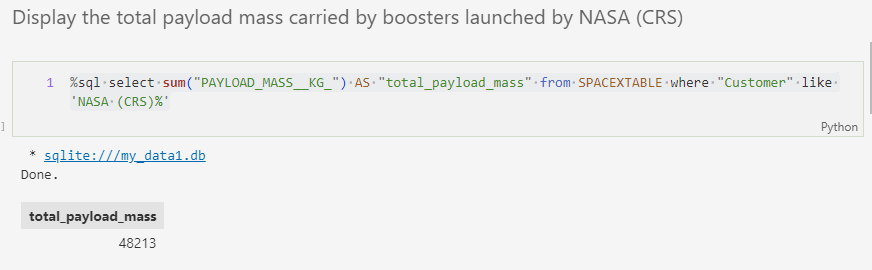 Display the total payload mass carried by boosters launched by NASA (CRS)
1 %sql select sum("PAYLOAD_MASS__KG_") AS "total_payload_mass" from SPACEXTABLE where "Customer" like
'NASA (CRS)%'
]
Python
* sqlite:///my_data1.db
Done.
total_payload_mass
48213